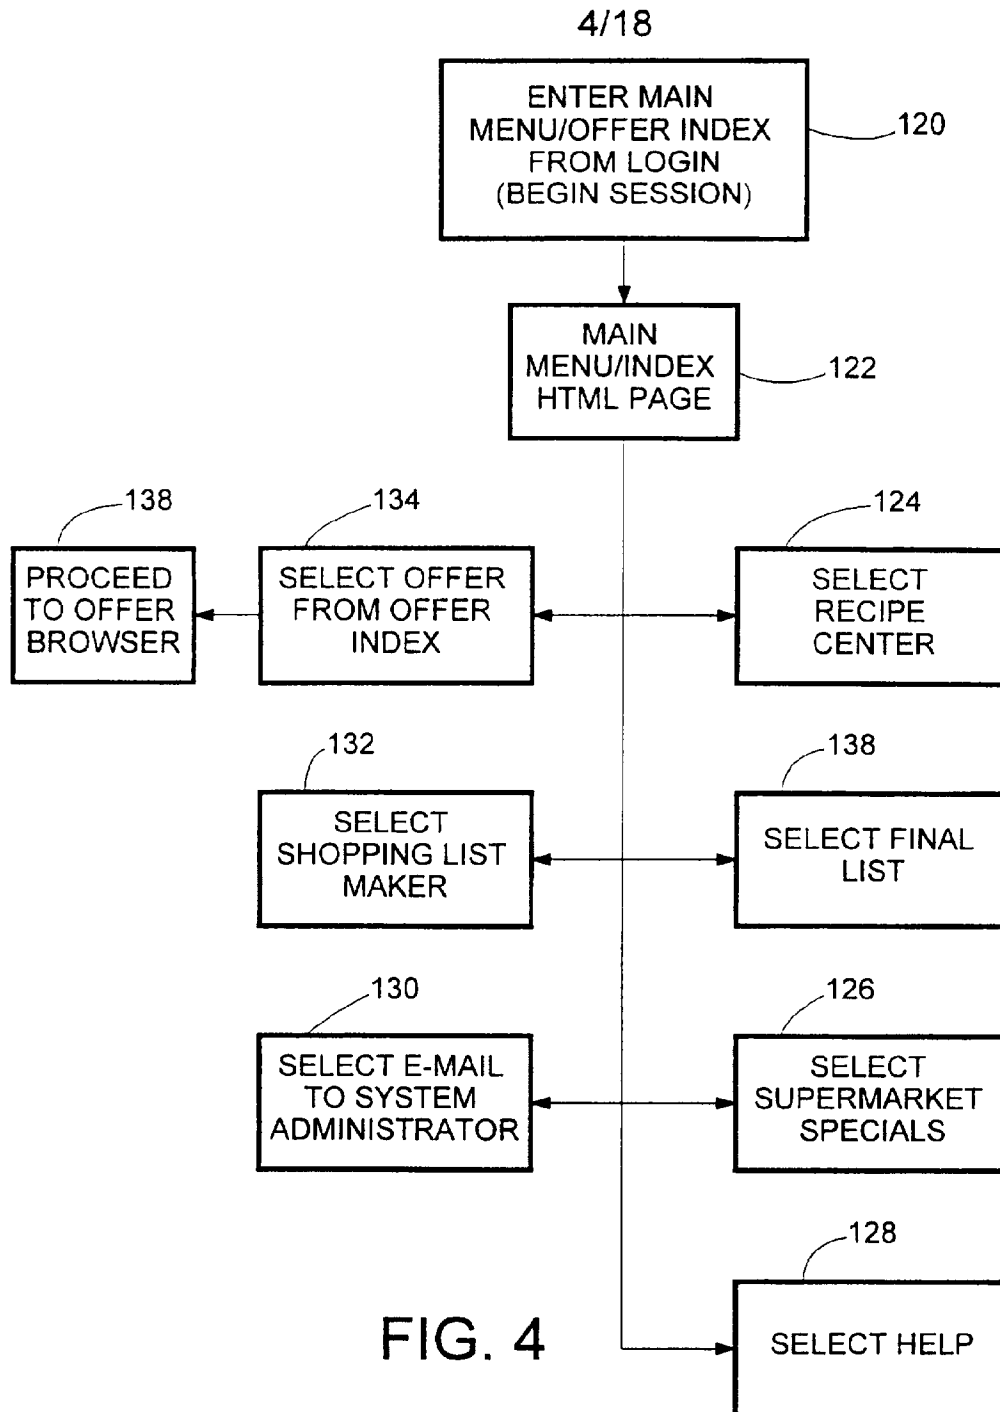 4/18
ENTER MAIN
MENU/OFFER INDEX
FROM LOGIN
(BEGIN SESSION)
120
MAIN
MENU/INDEX
HTML PAGE
122
138
PROCEED
TO OFFER
BROWSER
134
SELECT OFFER
FROM OFFER
INDEX
124
SELECT
RECIPE
CENTER
132
SELECT
SHOPPING LIST
MAKER
138
SELECT FINAL
LIST
130
SELECT E-MAIL
TO SYSTEM
ADMINISTRATOR
126
SELECT
SUPERMARKET
SPECIALS
128
SELECT HELP
FIG. 4